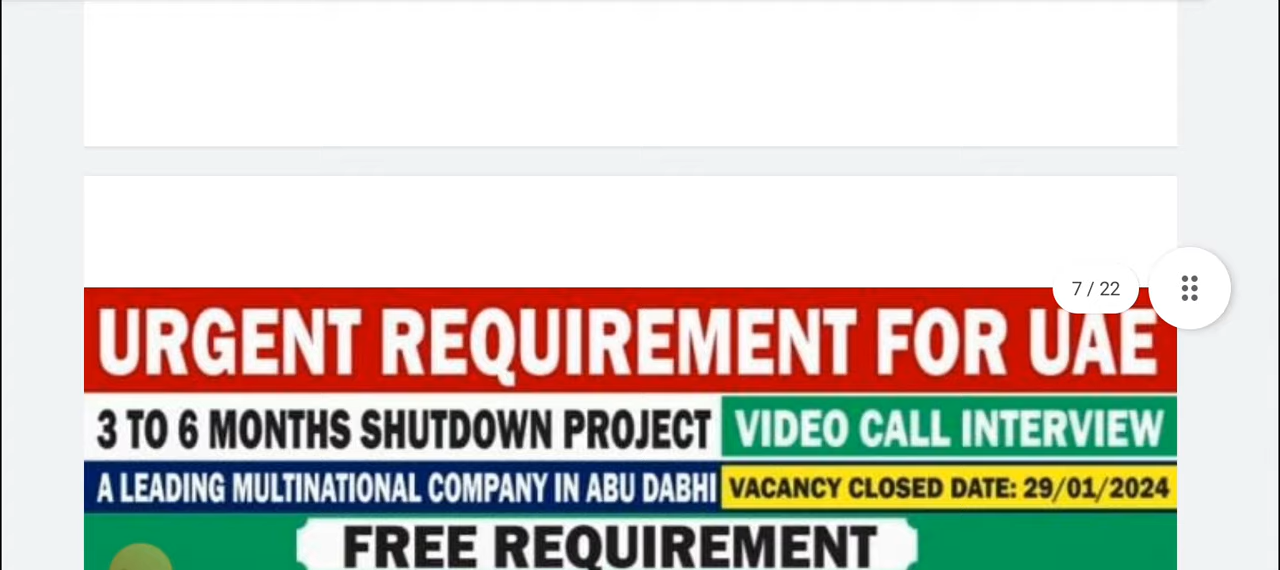 7 / 22
URGENT REQUIREMENT FOR UAE
3 TO 6 MONTHS SHUTDOWN PROJECT VIDEO CALL INTERVIEW
A LEADING MULTINATIONAL COMPANY IN ABU DABHI VACANCY CLOSED DATE: 29/01/2024
FREE REQUIREMENT